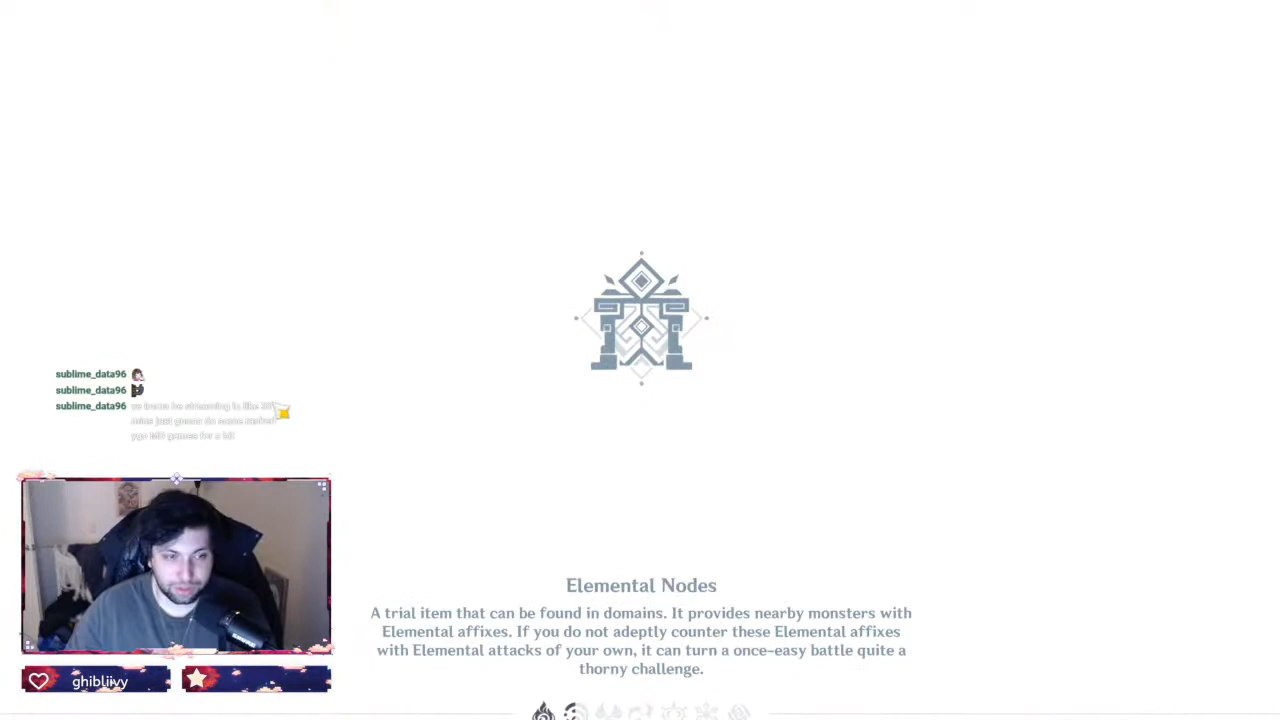 sublime_data96
sublime_data96
sublime_data96
ghibliivy
Elemental Nodes
A trial item that can be found in domains. It provides nearby monsters with
Elemental affixes. If you do not adeptly counter these Elemental affixes
with Elemental attacks of your own, it can turn a once-easy battle quite a
thorny challenge.